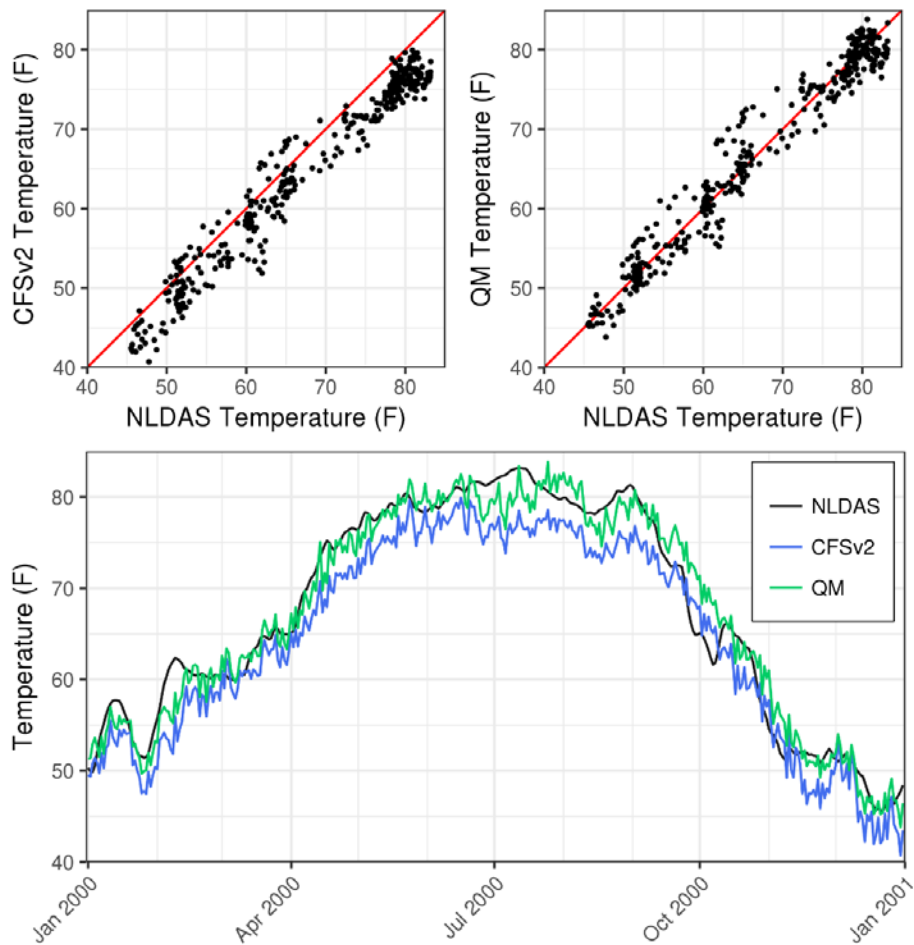 CFSv2 Temperature (F)
80
70
60
50
40
40 50 60 70 80
NLDAS Temperature (F)
QM Temperature (F)
80
70
60
50
40
40 50 60 70 80
NLDAS Temperature (F)
Temperature (F)
80
70
60
50
40
NLDAS
CFSv2
QM
Jan 2000
Apr 2000
Jul 2000
Oct 2000
Jan 2001